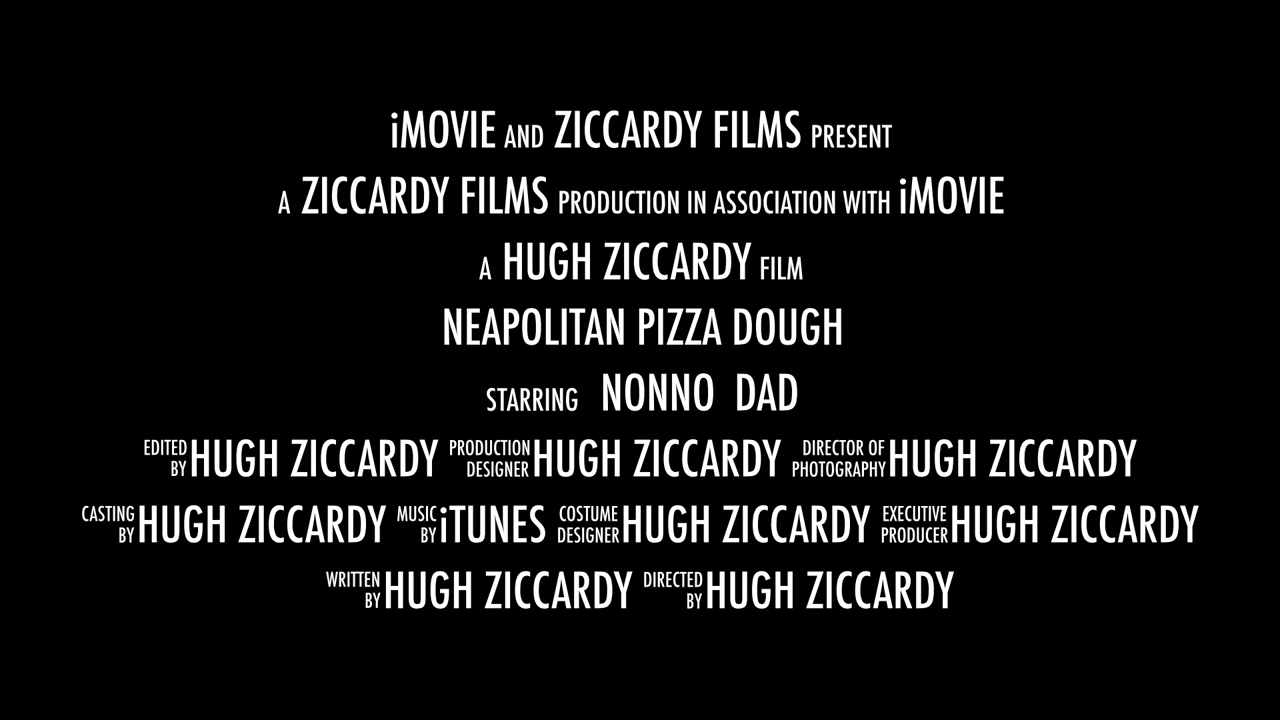 iMOVIE AND ZICCARDY FILMS PRESENT
A ZICCARDY FILMS PRODUCTION IN ASSOCIATION WITH iMOVIE
A HUGH ZICCARDY FILM
NEAPOLITAN PIZZA DOUGH
STARRING NONNO DAD
EDITED BY HUGH ZICCARDY PRODUCTION DESIGNER HUGH ZICCARDY DIRECTOR OF PHOTOGRAPHY HUGH ZICCARDY
CASTING BY HUGH ZICCARDY MUSIC BY iTUNES COSTUME DESIGNER HUGH ZICCARDY EXECUTIVE PRODUCER HUGH ZICCARDY
WRITTEN BY HUGH ZICCARDY DIRECTED BY HUGH ZICCARDY